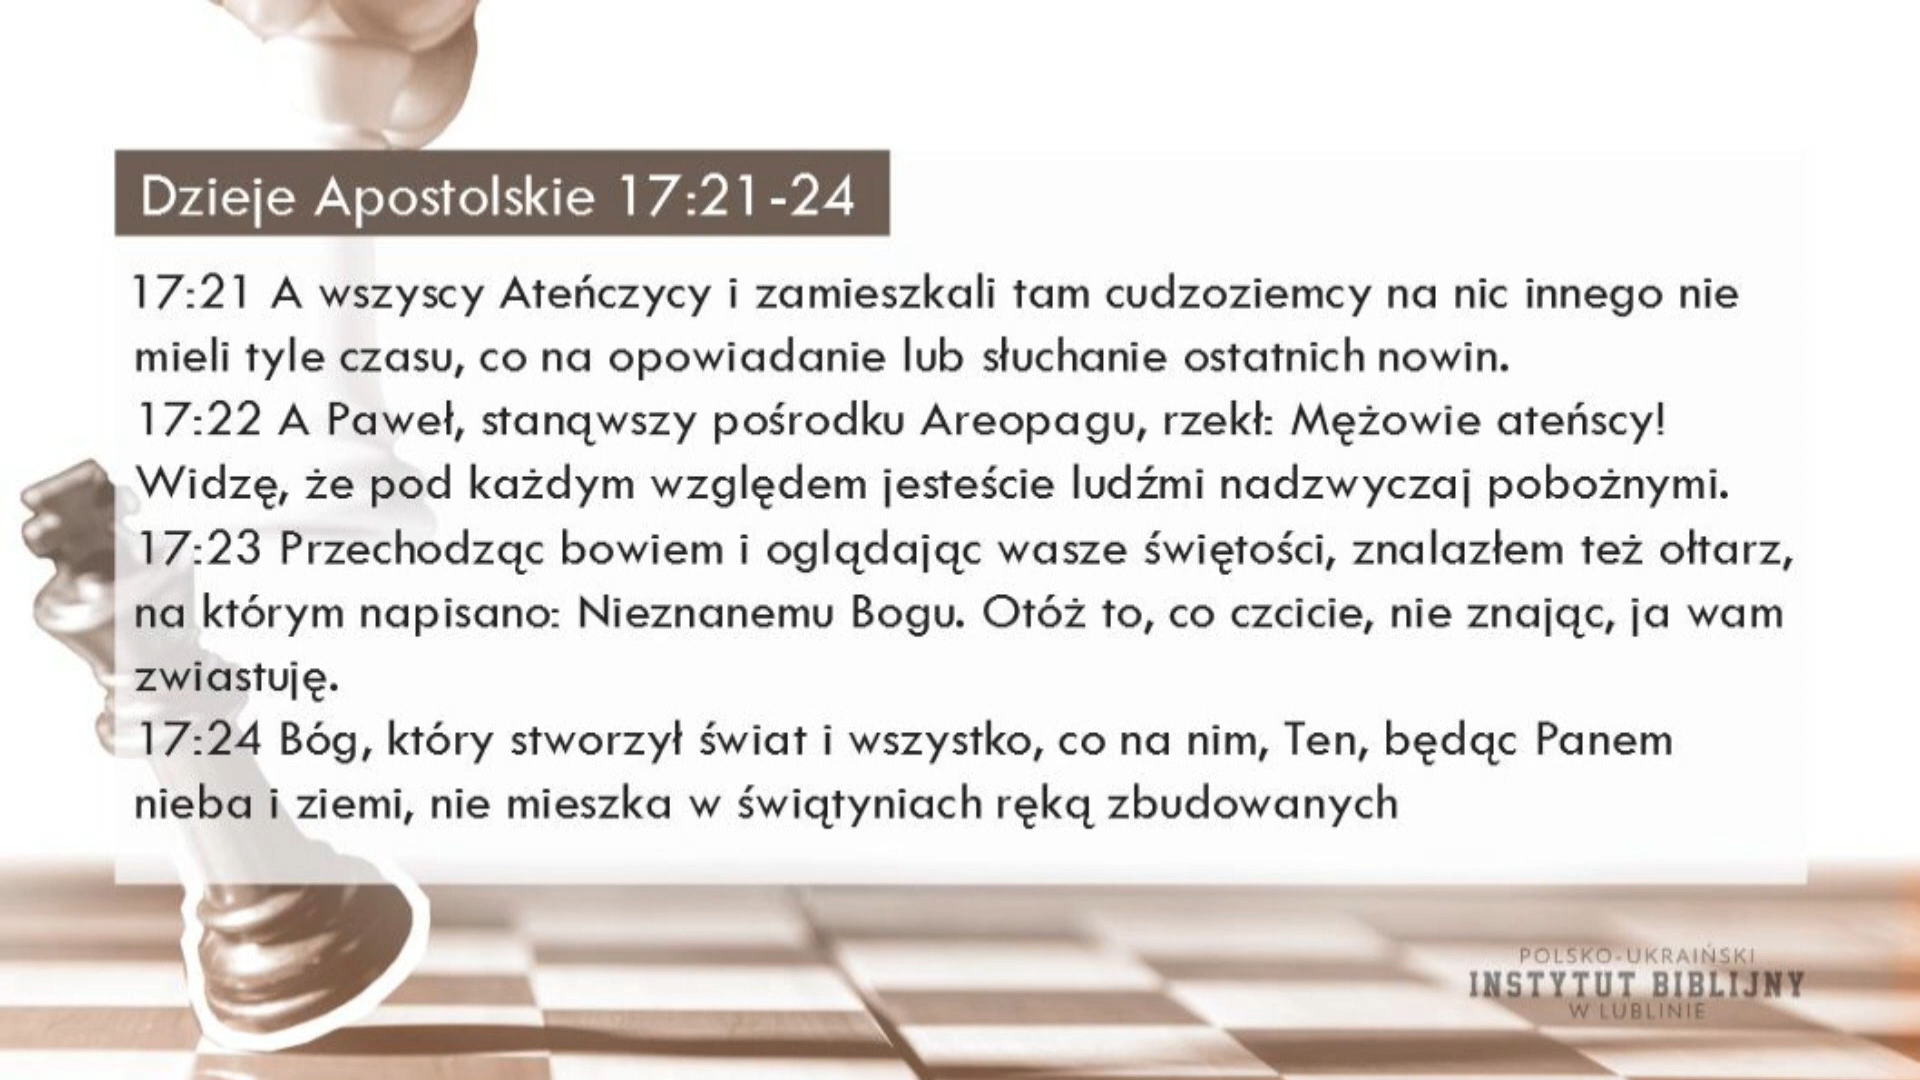 Dzieje Apostolskie 17:21-24
17:21 A wszyscy Ateńczycy i zamieszkali tam cudzoziemcy na nic innego nie
mieli tyle czasu, co na opowiadanie lub słuchanie ostatnich nowin.
17:22 A Paweł, stanąwszy pośrodku Areopagu, rzekł: Mężowie ateńscy!
Widzę, że pod każdym względem jesteście ludźmi nadzwyczaj pobożnymi.
17:23 Przechodząc bowiem i oglądając wasze świętości, znalazłem też ołtarz,
na którym napisano: Nieznanemu Bogu. Otóż to, co czcicie, nie znając, ja wam
zwiastuję.
17:24 Bóg, który stworzył świat i wszystko, co na nim, Ten, będąc Panem
nieba i ziemi, nie mieszka w świątyniach ręką zbudowanych
POLSKO-UKRAIŃSKI
INSTYTUT BIBLIJNY
W LUBLINIE